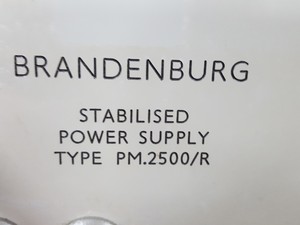 BRANDENBURG
STABILISED
POWER SUPPLY
TYPE PM.2500/R